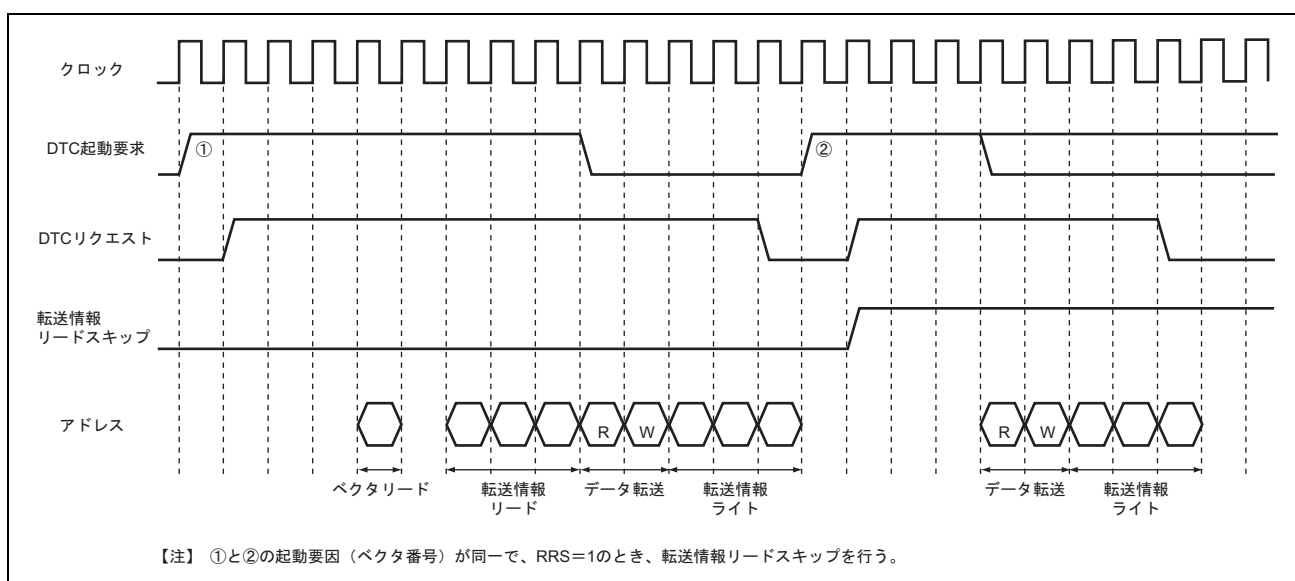 クロック
DTC起動要求
①
②
DTCリクエスト
転送情報
リードスキップ
アドレス
R
W
R
W
ベクタリード
転送情報
リード
データ転送
転送情報
ライト
データ転送
転送情報
ライト
【注】 ①と②の起動要因（ベクタ番号）が同一で、RRS＝1のとき、転送情報リードスキップを行う。